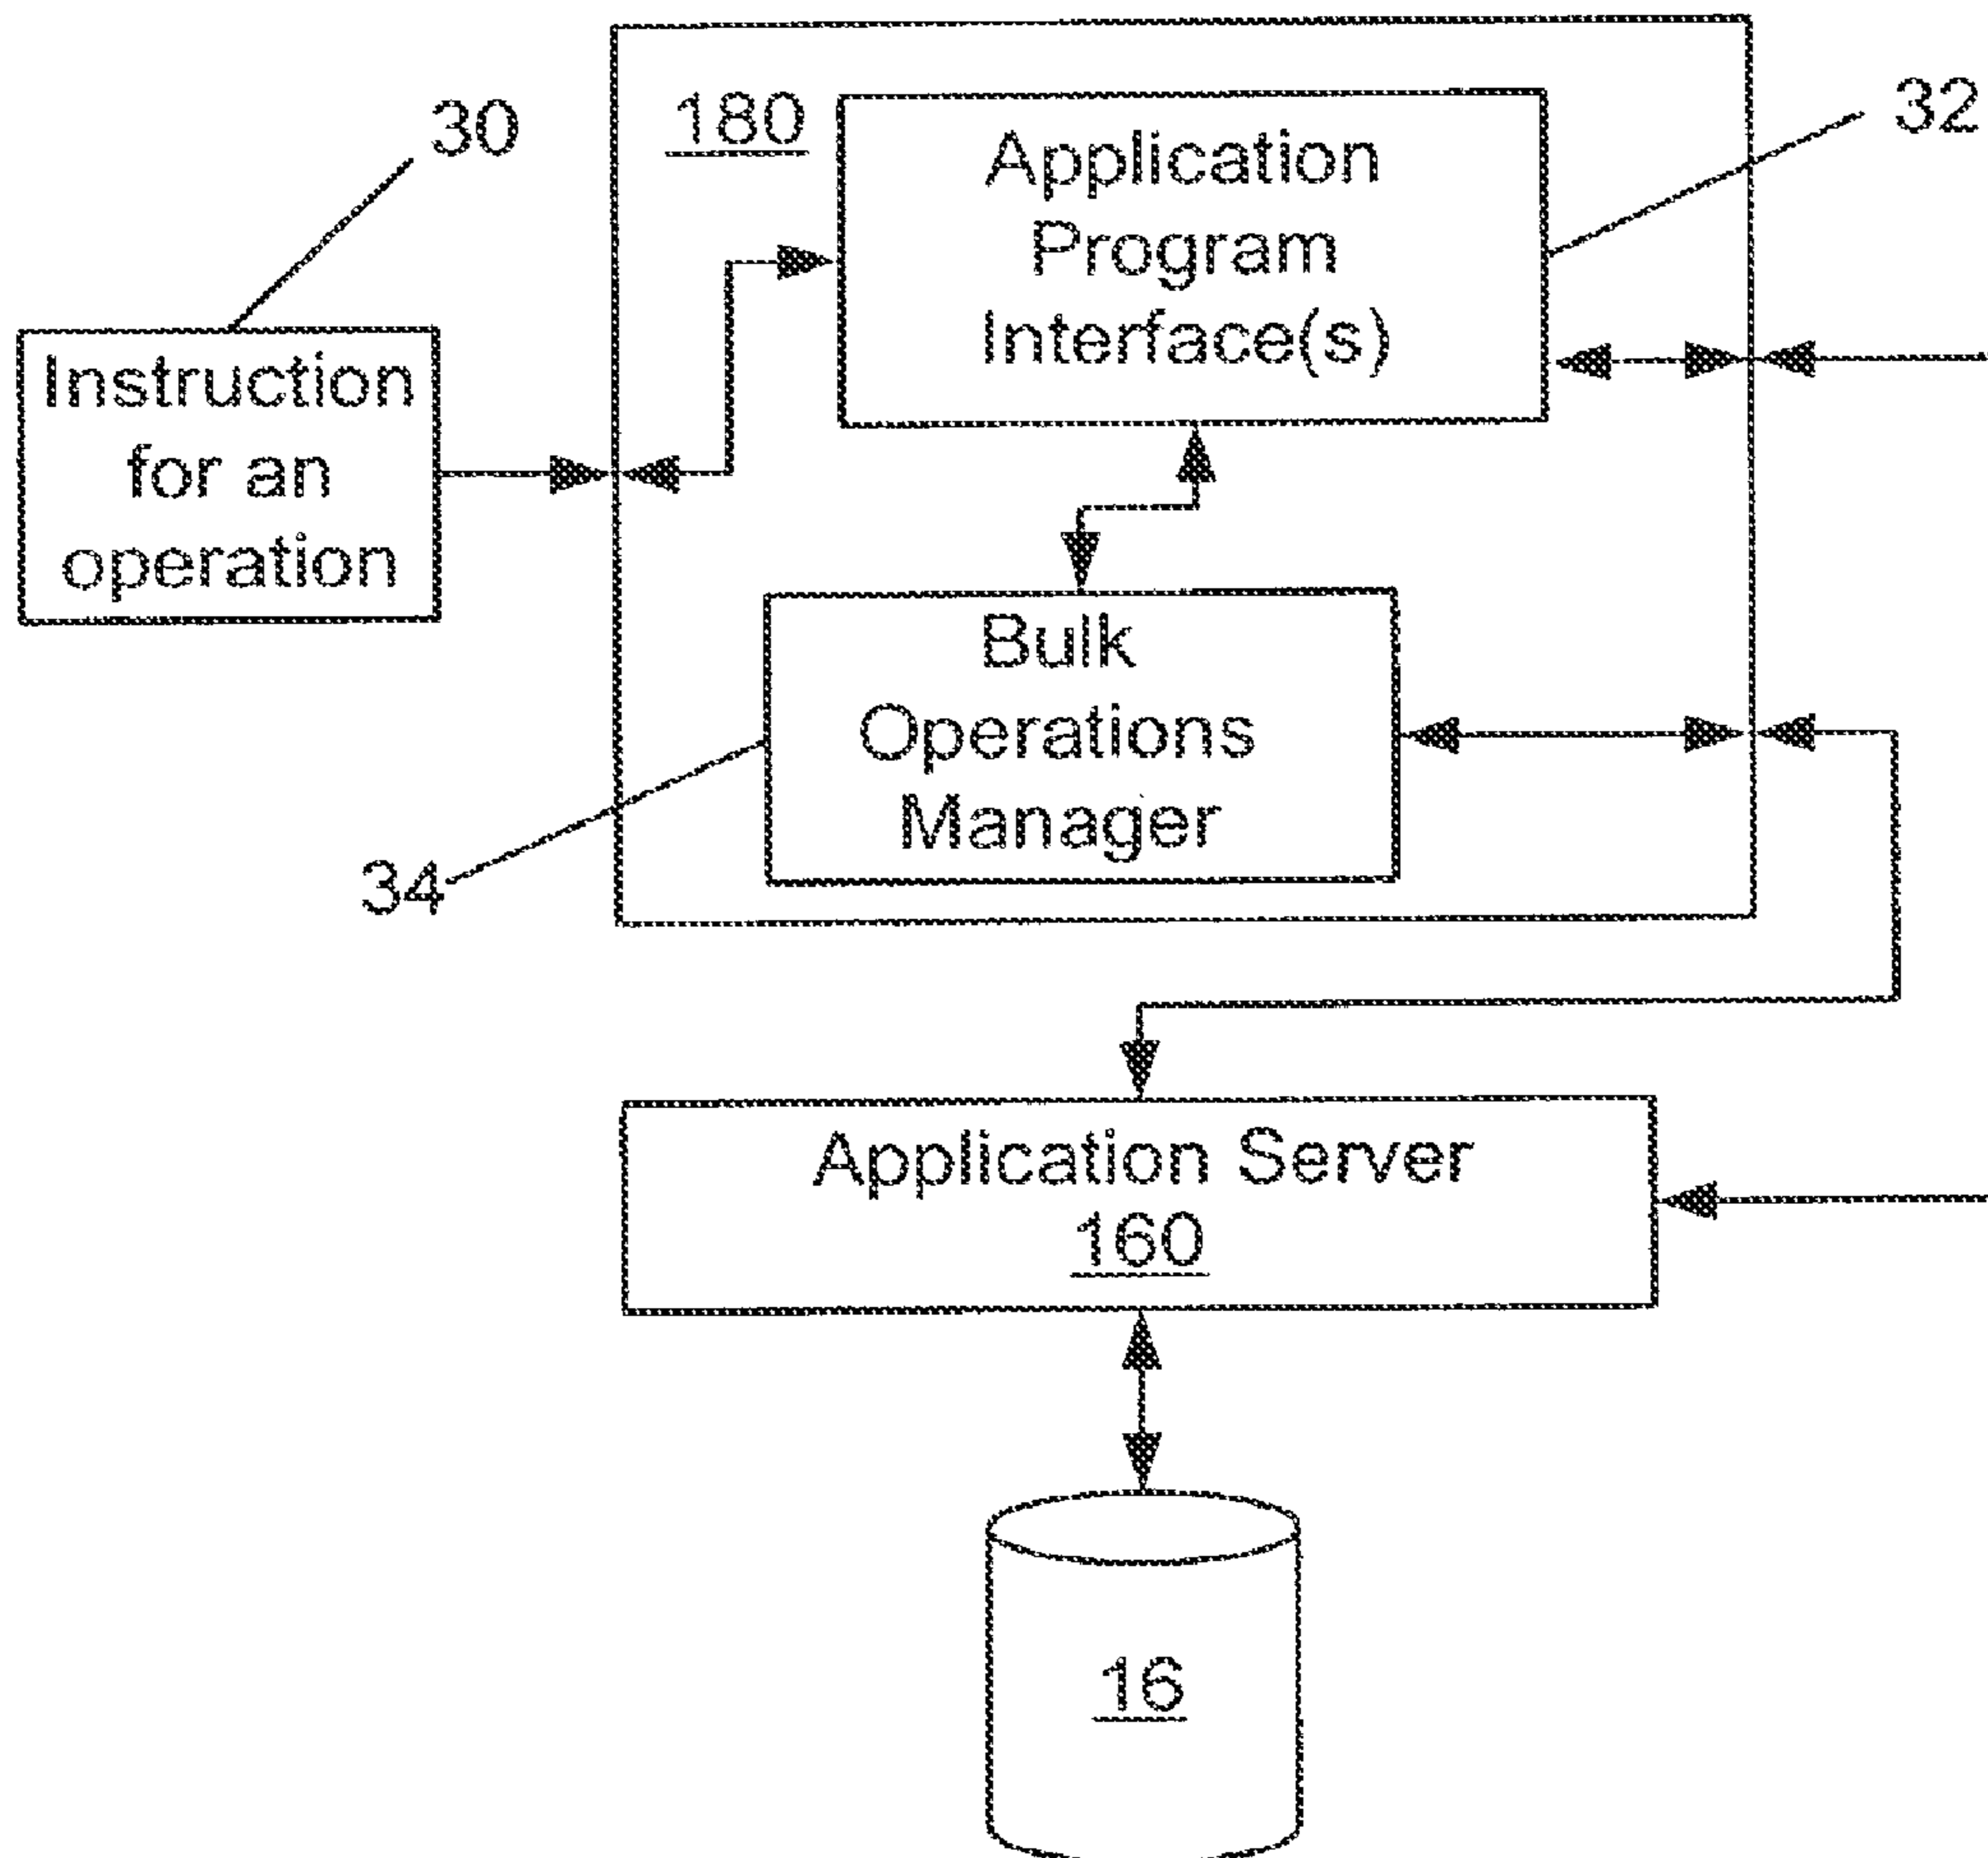 30
180
Application
Program
Interface(s)
32
Instruction
for an
operation
Bulk
Operations
Manager
34
Application Server
160
16